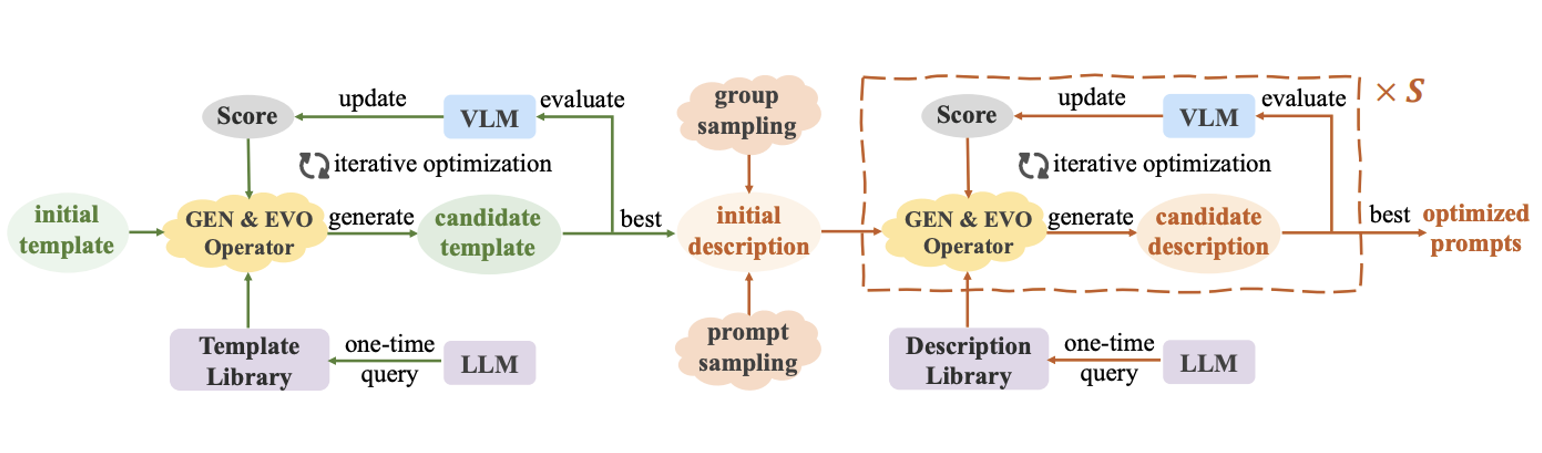 initial
template
Score
update
VLM
evaluate
iterative optimization
GEN & EVO
Operator
generate
candidate
template
best
Template
Library
one-time
query
LLM
group
sampling
initial
description
prompt
sampling
Score
update
VLM
evaluate
× S
iterative optimization
GEN & EVO
Operator
generate
candidate
description
best
optimized
prompts
Description
Library
one-time
query
LLM